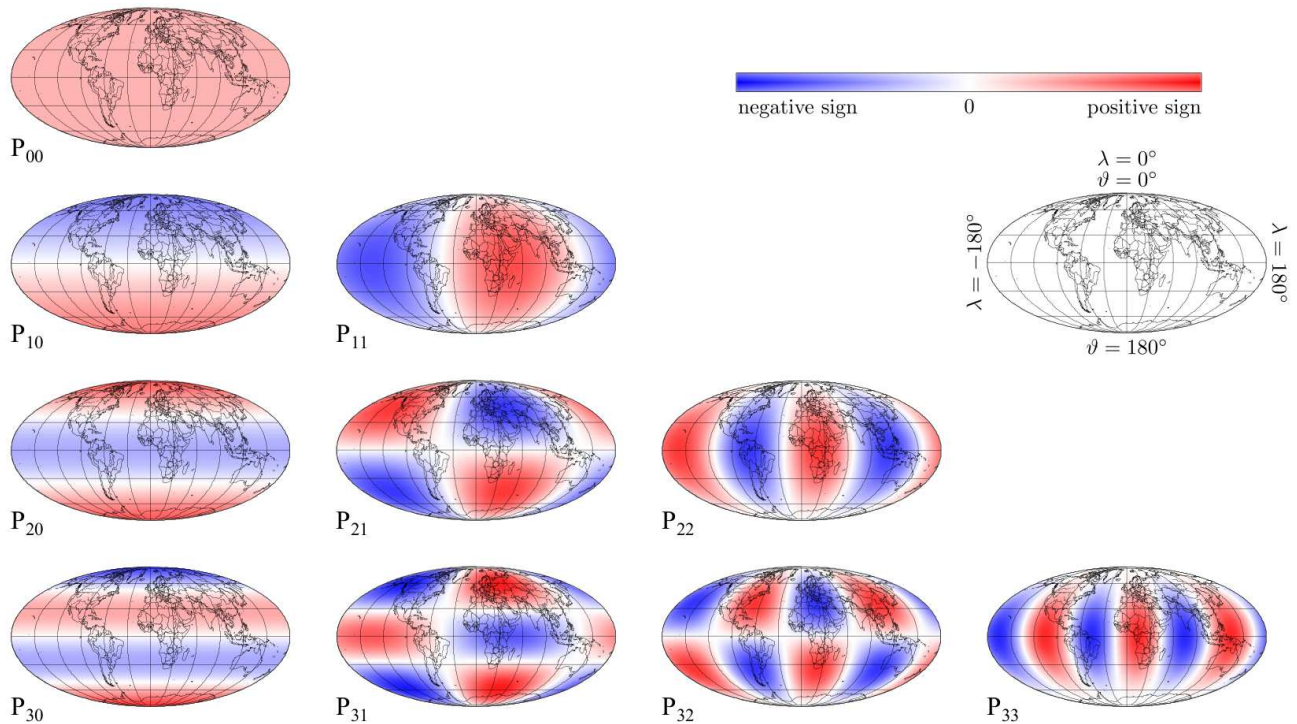 P₀₀
negative sign 0 positive sign
λ = 0°
ϑ = 0°
λ = −180°
λ = 180°
ϑ = 180°
P₁₀ P₁₁
P₂₀ P₂₁ P₂₂
P₃₀ P₃₁ P₃₂ P₃₃